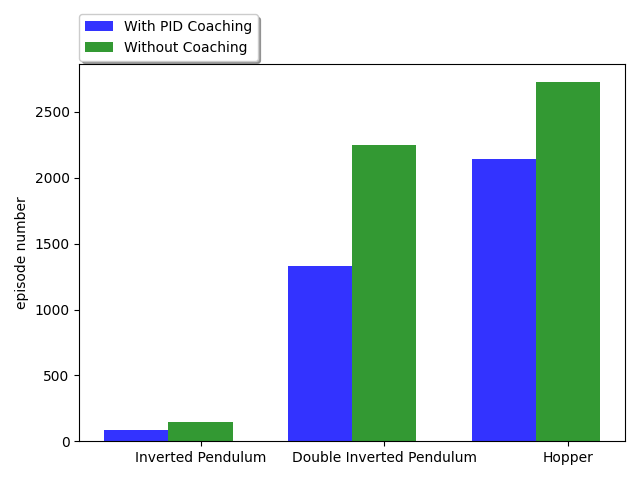 With PID Coaching
Without Coaching
2500
2000
1500
1000
500
0
episode number
Inverted Pendulum
Double Inverted Pendulum
Hopper